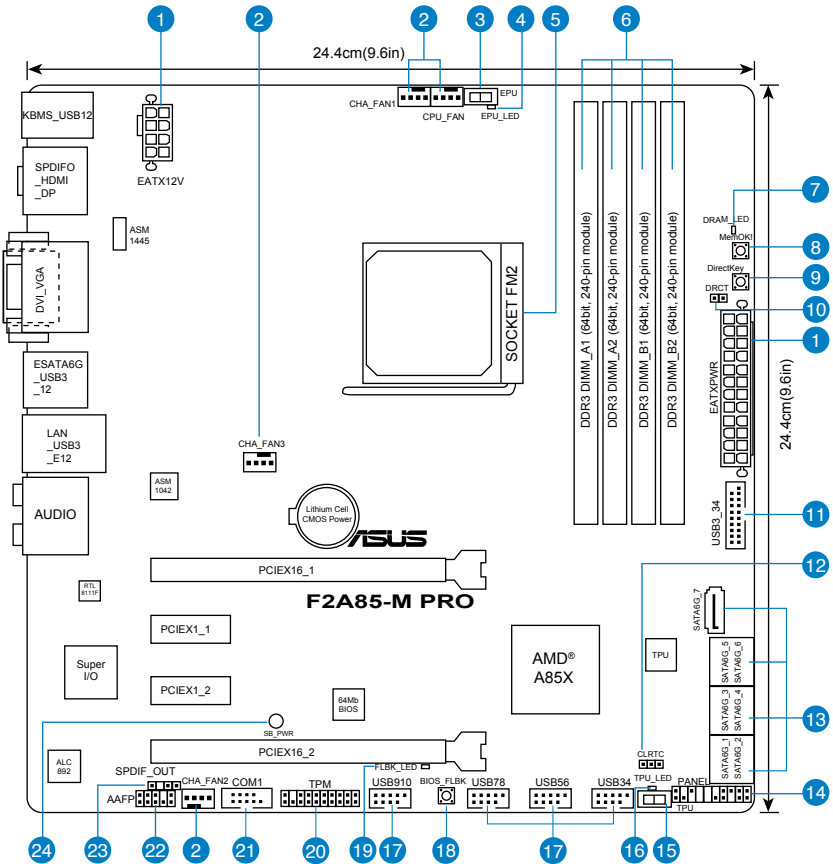 1
2
2
3
4
5
6
24.4cm(9.6in)
KBMS_USB12
CHA_FAN1
CPU_FAN
EPU
EPU_LED
EATX12V
SPDIFO
_HDMI
_DP
ASM
1445
DVI_VGA
SOCKET FM2
DDR3 DIMM_A1 (64bit, 240-pin module)
DDR3 DIMM_A2 (64bit, 240-pin module)
DDR3 DIMM_B1 (64bit, 240-pin module)
DDR3 DIMM_B2 (64bit, 240-pin module)
7
DRAM_LED
MemOK!
8
DirectKey
9
DRCT
10
1
EATXPWR
24.4cm(9.6in)
ESATA6G
_USB3
_12
LAN
_USB3
_E12
CHA_FAN3
AUDIO
ASM
1042
Lithium Cell
CMOS Power
ASUS
USB3_34
11
12
PCIEX16_1
F2A85-M PRO
RTL
8111F
SATA6G_7
PCIEX1_1
Super
I/O
AMD®
A85X
TPU
SATA6G_5
SATA6G_6
PCIEX1_2
64Mb
BIOS
SATA6G_3
SATA6G_4
13
SB_PWR
PCIEX16_2
CLRTC
SATA6G_1
SATA6G_2
ALC
892
FLBK_LED
SPDIF_OUT
CHA_FAN2
COM1
TPM
USB910
BIOS_FLBK
USB78
USB56
USB34
TPU_LED
PANEL
AAFP
TPU
14
24
23
22
2
21
20
19
17
18
17
16
15